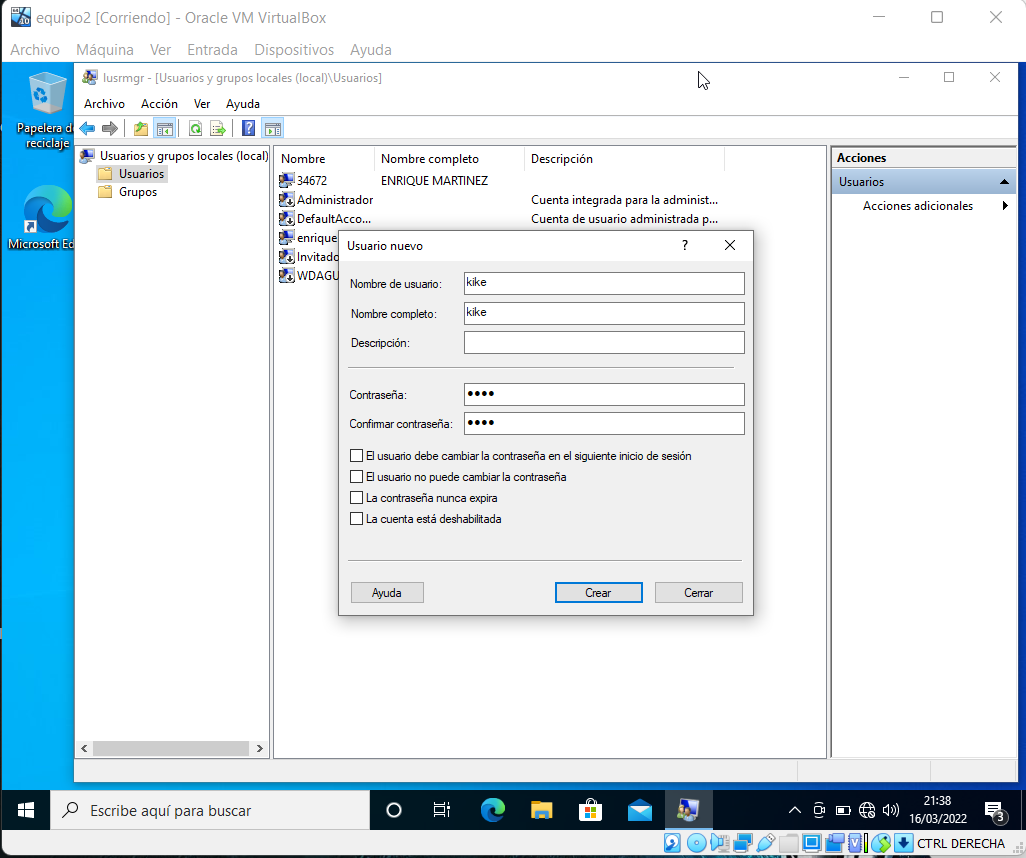 equipo2 [Corriendo] - Oracle VM VirtualBox
Archivo Máquina Ver Entrada Dispositivos Ayuda
Papelera de
reciclaje
Microsoft Ed
lusrmgr - [Usuarios y grupos locales (local)\Usuarios]
Archivo Acción Ver Ayuda
Usuarios y grupos locales (local)
Usuarios
Grupos
Nombre Nombre completo Descripción
34672 ENRIQUE MARTINEZ
Administrador Cuenta integrada para la administ...
DefaultAcco... Cuenta de usuario administrada p...
enrique
Invitado
WDAGU
Acciones
Usuarios
Acciones adicionales
Usuario nuevo ?
Nombre de usuario: kike
Nombre completo: kike
Descripción:
Contraseña: ••••
Confirmar contraseña: ••••
El usuario debe cambiar la contraseña en el siguiente inicio de sesión
El usuario no puede cambiar la contraseña
La contraseña nunca expira
La cuenta está deshabilitada
Ayuda Crear Cerrar
Escribe aquí para buscar
21:38
16/03/2022
3
CTRL DERECHA